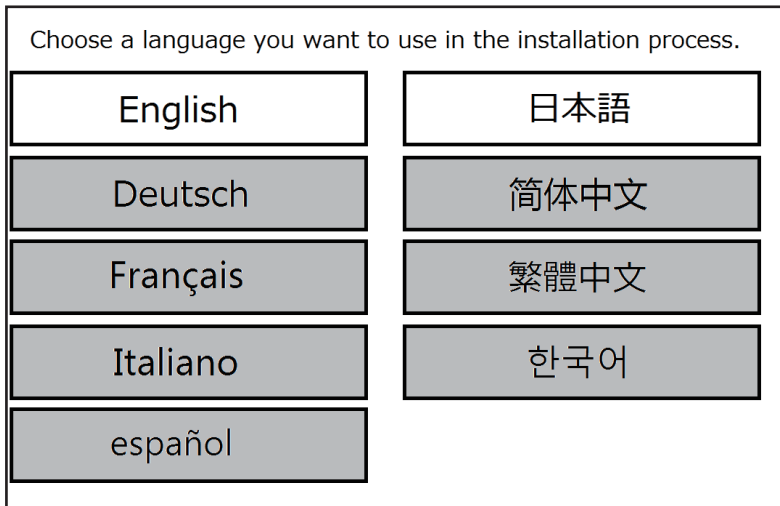 Choose a language you want to use in the installation process.
English
日本語
Deutsch
简体中文
Français
繁體中文
Italiano
한국어
español